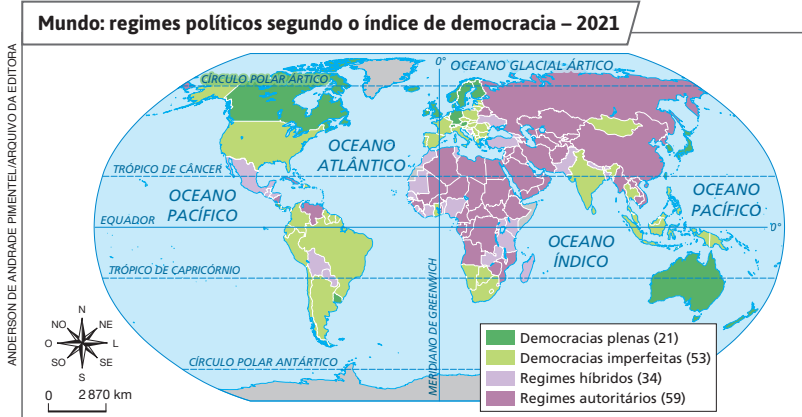 Mundo: regimes políticos segundo o índice de democracia – 2021
ANDERSON DE ANDRADE PIMENTEL/ARQUIVO DA EDITORA
0°
OCEANO GLACIAL ÁRTICO
CÍRCULO POLAR ÁRTICO
OCEANO
ATLÂNTICO
TRÓPICO DE CÂNCER
OCEANO
PACÍFICO
OCEANO
PACÍFICO
EQUADOR
0°
OCEANO
ÍNDICO
TRÓPICO DE CAPRICÓRNIO
MERIDIANO DE GREENWICH
CÍRCULO POLAR ANTÁRTICO
N
NO
NE
O
L
SO
SE
S
0
2 870 km
Democracias plenas (21)
Democracias imperfeitas (53)
Regimes híbridos (34)
Regimes autoritários (59)